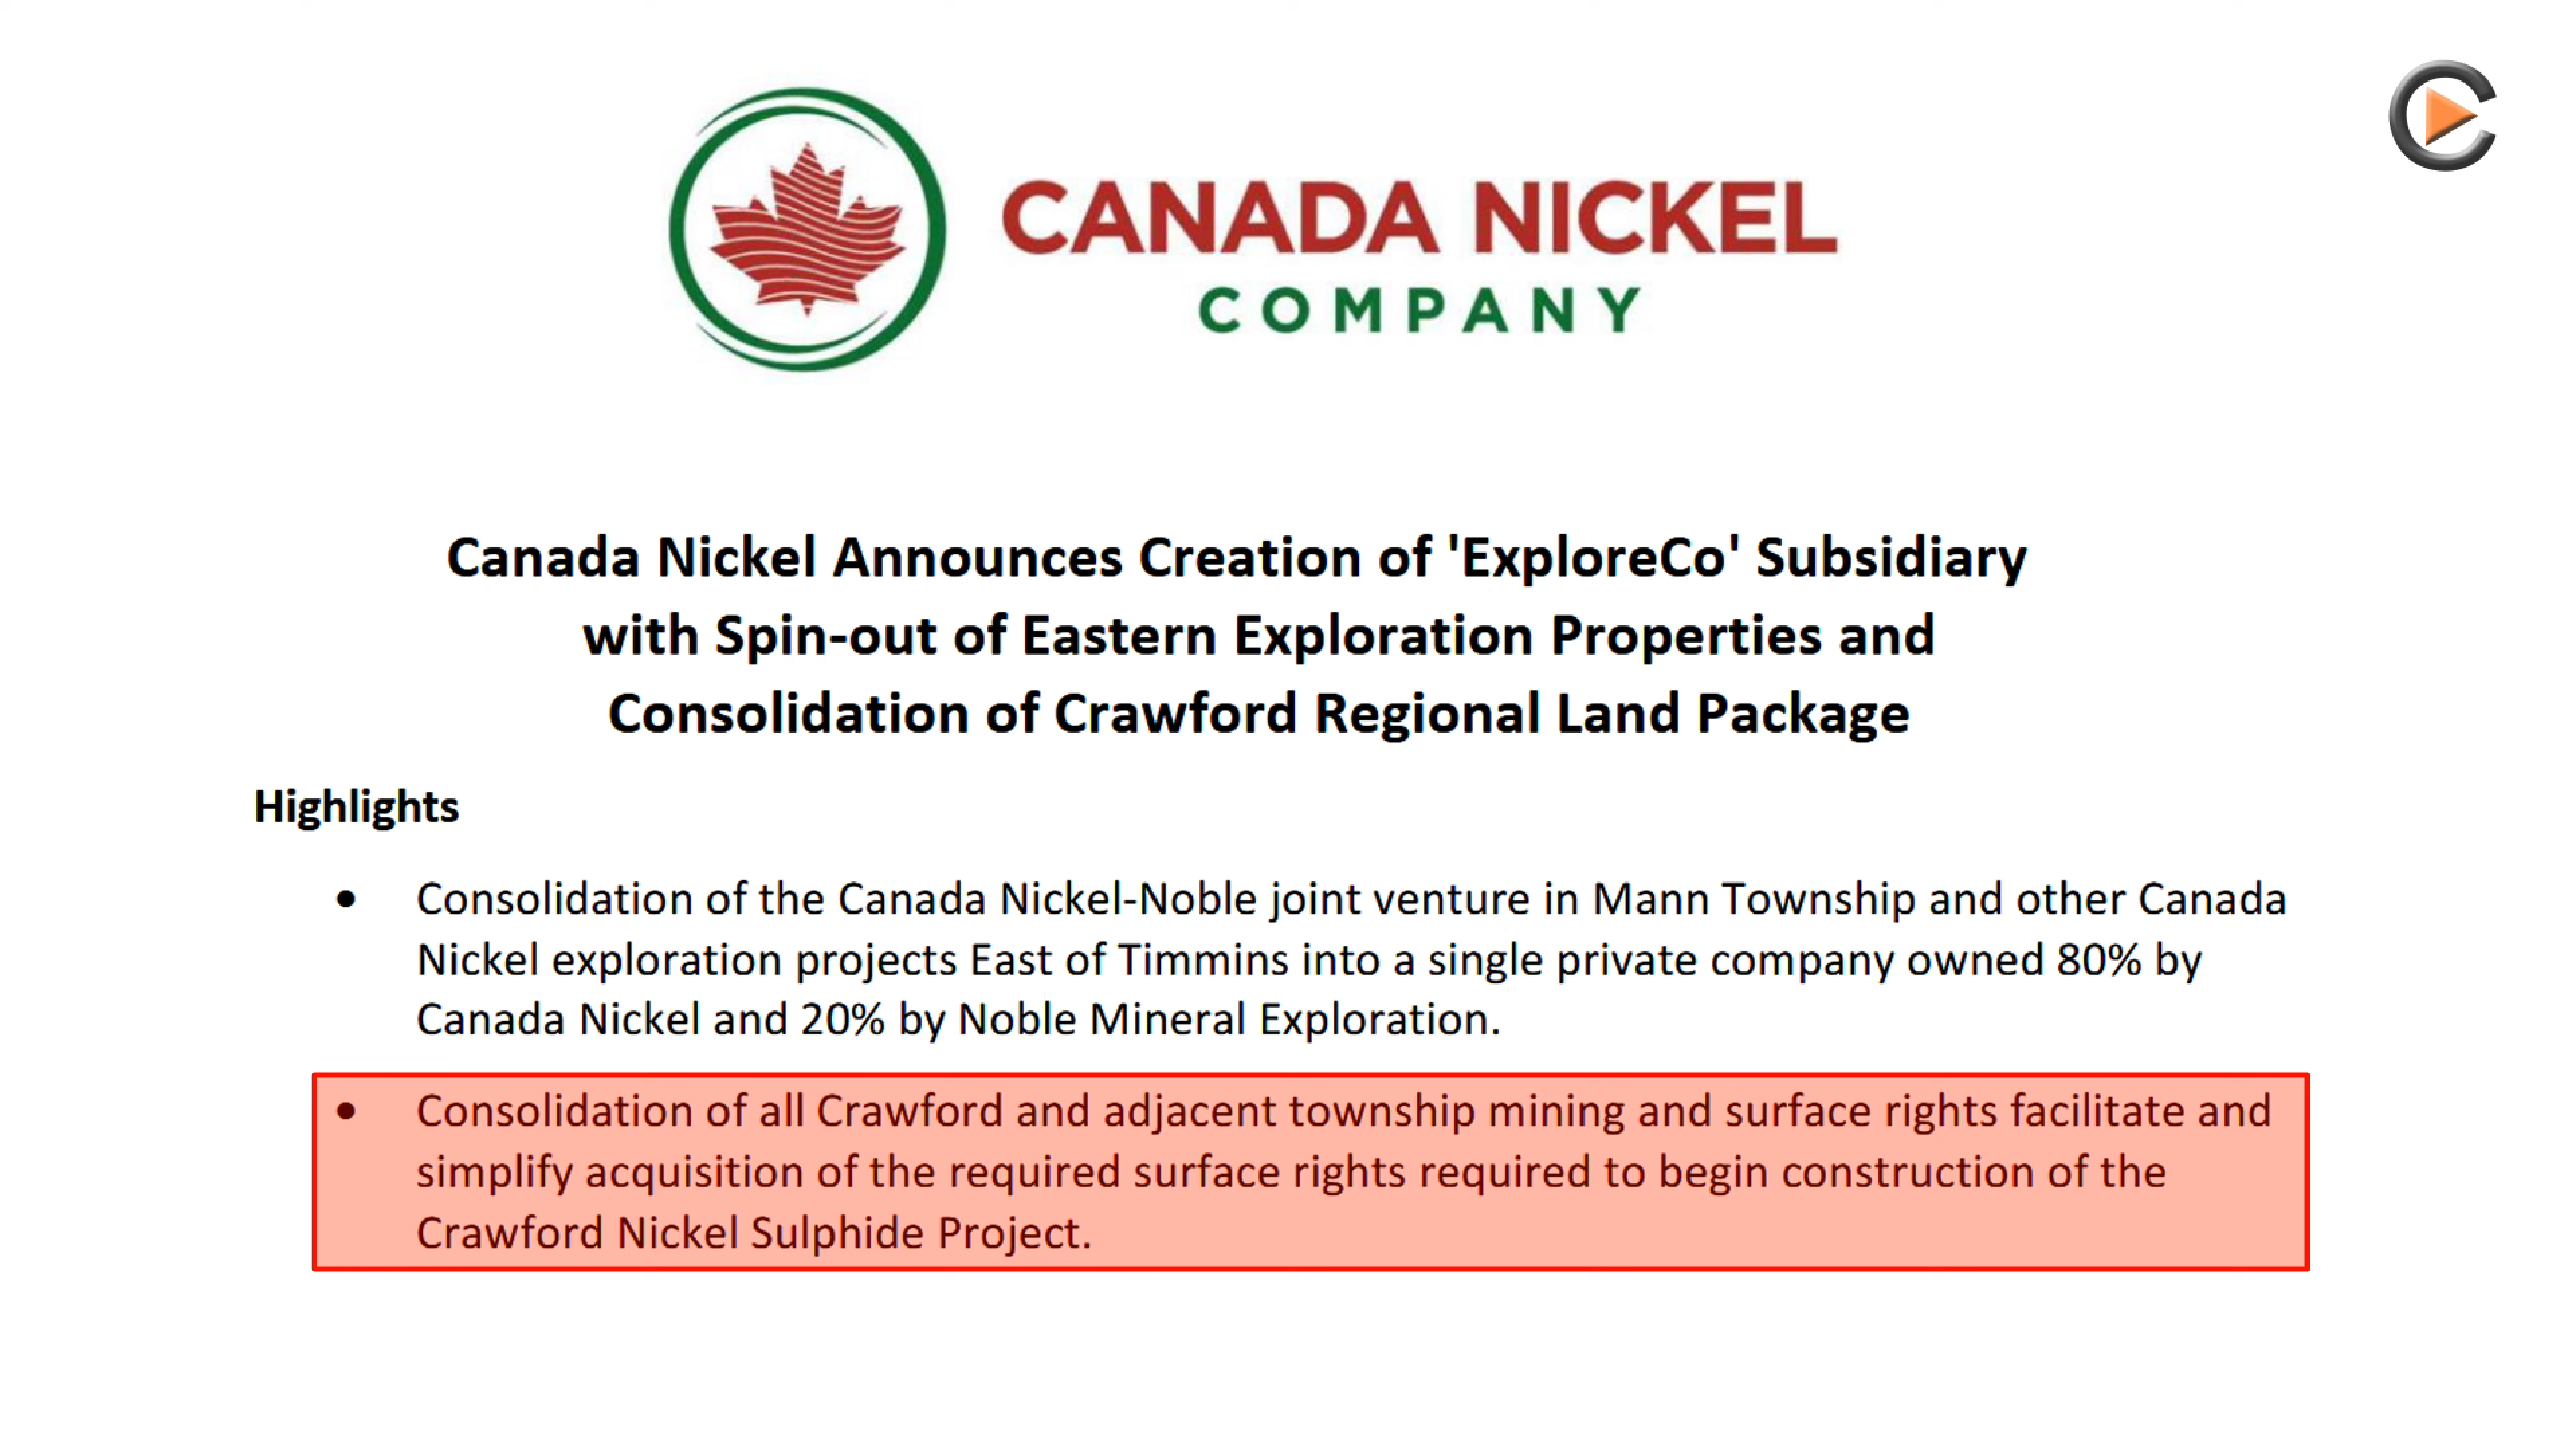 CANADA NICKEL
COMPANY
Canada Nickel Announces Creation of 'ExploreCo' Subsidiary
with Spin-out of Eastern Exploration Properties and
Consolidation of Crawford Regional Land Package
Highlights
• Consolidation of the Canada Nickel-Noble joint venture in Mann Township and other Canada
Nickel exploration projects East of Timmins into a single private company owned 80% by
Canada Nickel and 20% by Noble Mineral Exploration.
• Consolidation of all Crawford and adjacent township mining and surface rights facilitate and
simplify acquisition of the required surface rights required to begin construction of the
Crawford Nickel Sulphide Project.